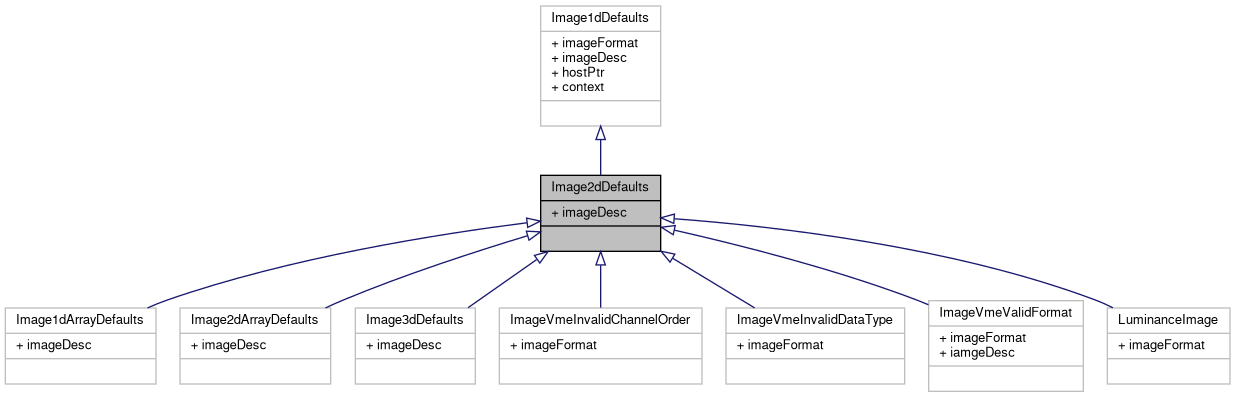 Image1dDefaults
+ imageFormat
+ imageDesc
+ hostPtr
+ context
Image2dDefaults
+ imageDesc
Image1dArrayDefaults
+ imageDesc
Image2dArrayDefaults
+ imageDesc
Image3dDefaults
+ imageDesc
ImageVmeInvalidChannelOrder
+ imageFormat
ImageVmeInvalidDataType
+ imageFormat
ImageVmeValidFormat
+ imageFormat
+ iamgeDesc
LuminanceImage
+ imageFormat